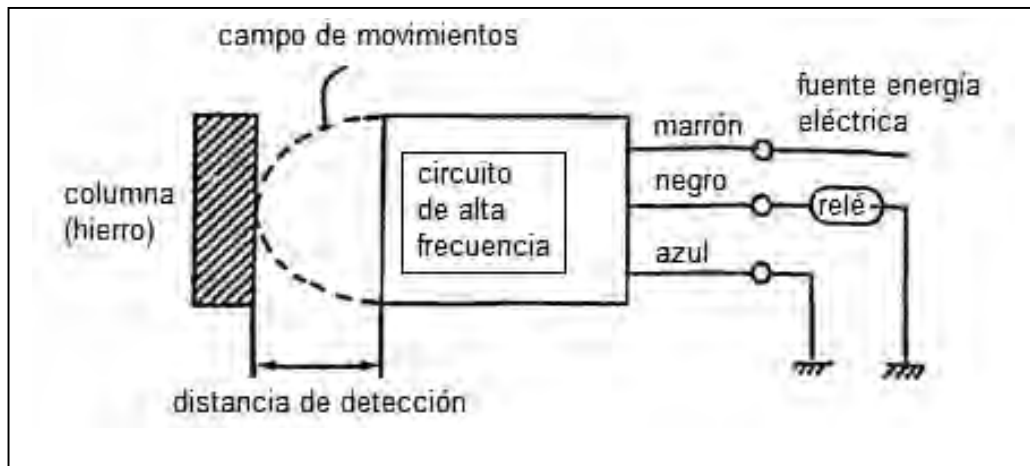 campo de movimientos
fuente energía
eléctrica
marrón
columna
(hierro)
circuito
de alta
frecuencia
negro
relé
azul
distancia de detección